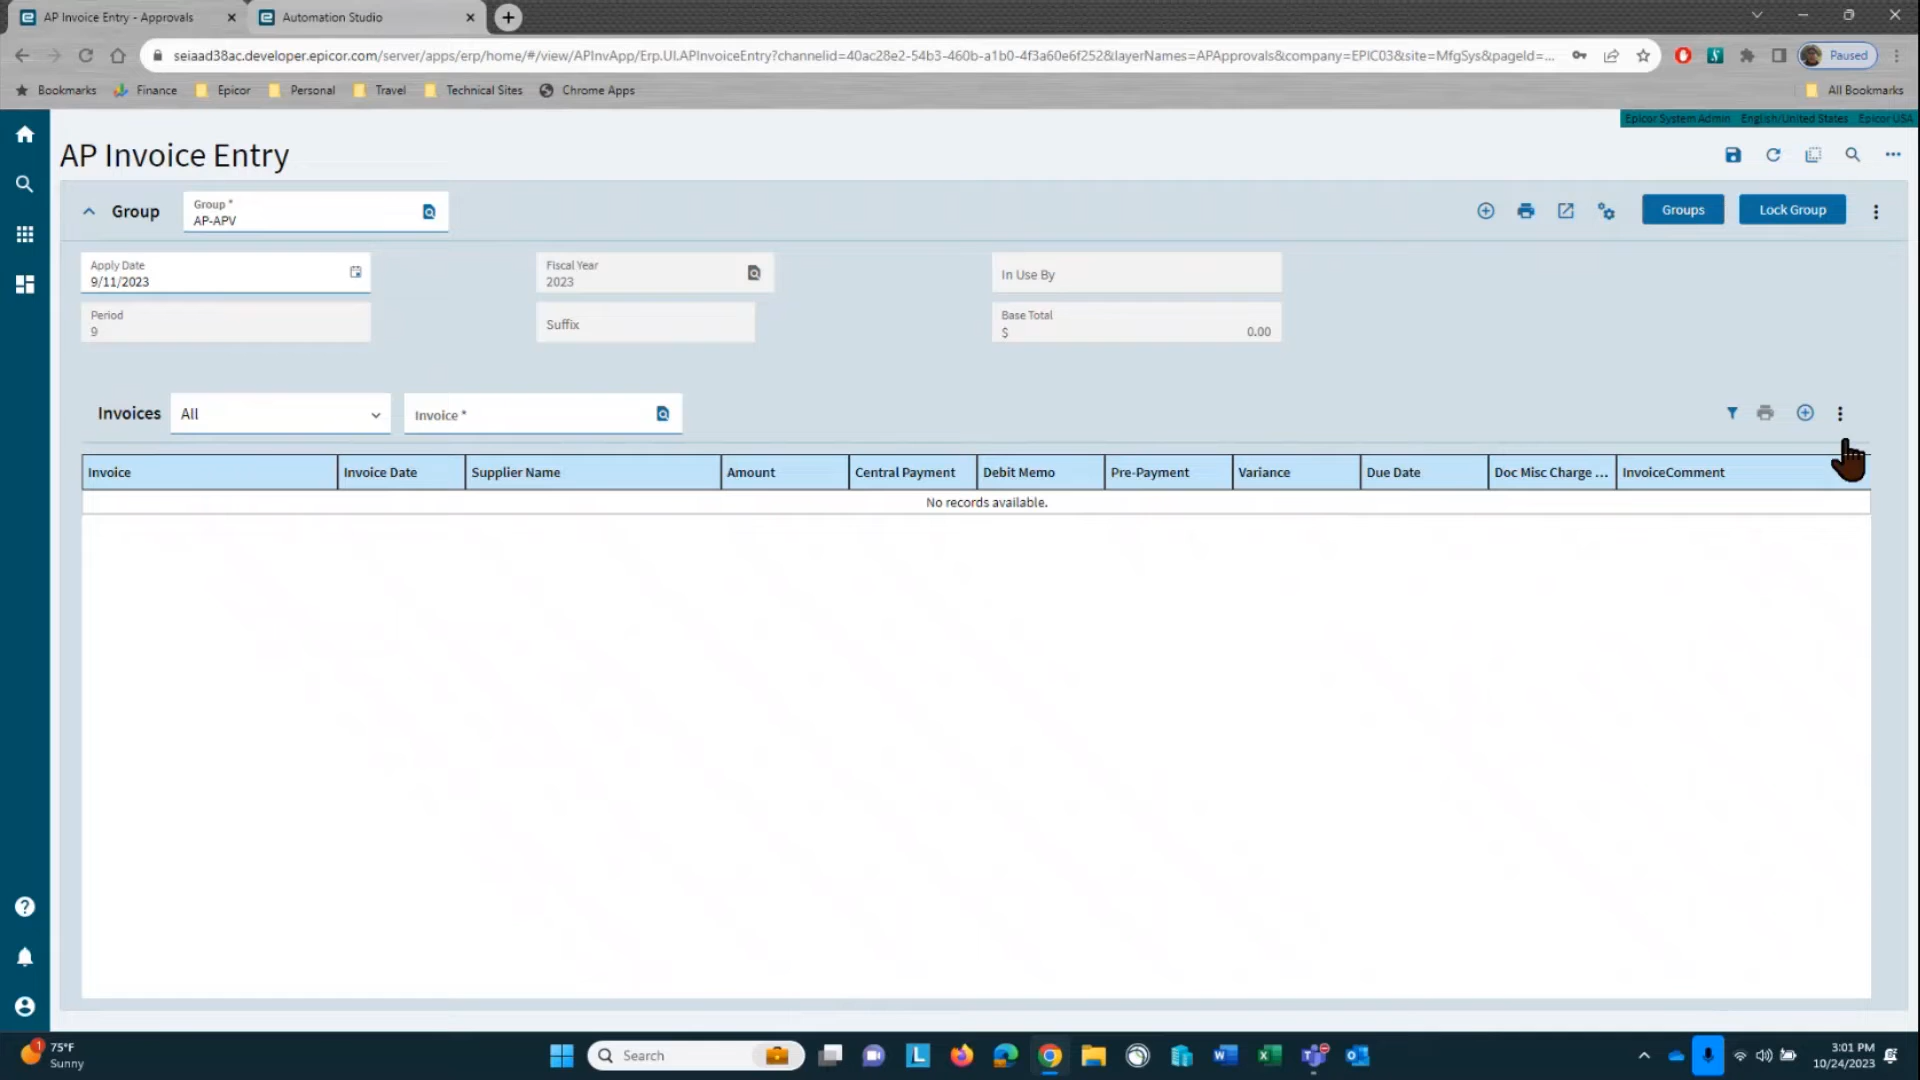 AP Invoice Entry - Approvals
Automation Studio
seiaad38ac.developer.epicor.com/server/apps/erp/home/#/view/APInvApp/Erp.UI.APInvoiceEntry?channelid=40ac28e2-54b3-460b-a1b0-4f3a60e6f252&layerNames=APApprovals&company=EPIC03&site=MfgSys&pageId=...
Paused
Bookmarks Finance Epicor Personal Travel Technical Sites Chrome Apps All Bookmarks
Epicor System Admin English/United States Epicor USA
AP Invoice Entry
Group
Group *
AP-APV
Groups Lock Group
Apply Date
9/11/2023
Fiscal Year
2023
In Use By
Period
9
Suffix
Base Total
$ 0.00
Invoices All Invoice *
Invoice Invoice Date Supplier Name Amount Central Payment Debit Memo Pre-Payment Variance Due Date Doc Misc Charge ... InvoiceComment
No records available.
1
75°F
Sunny
Search
3:01 PM
10/24/2023